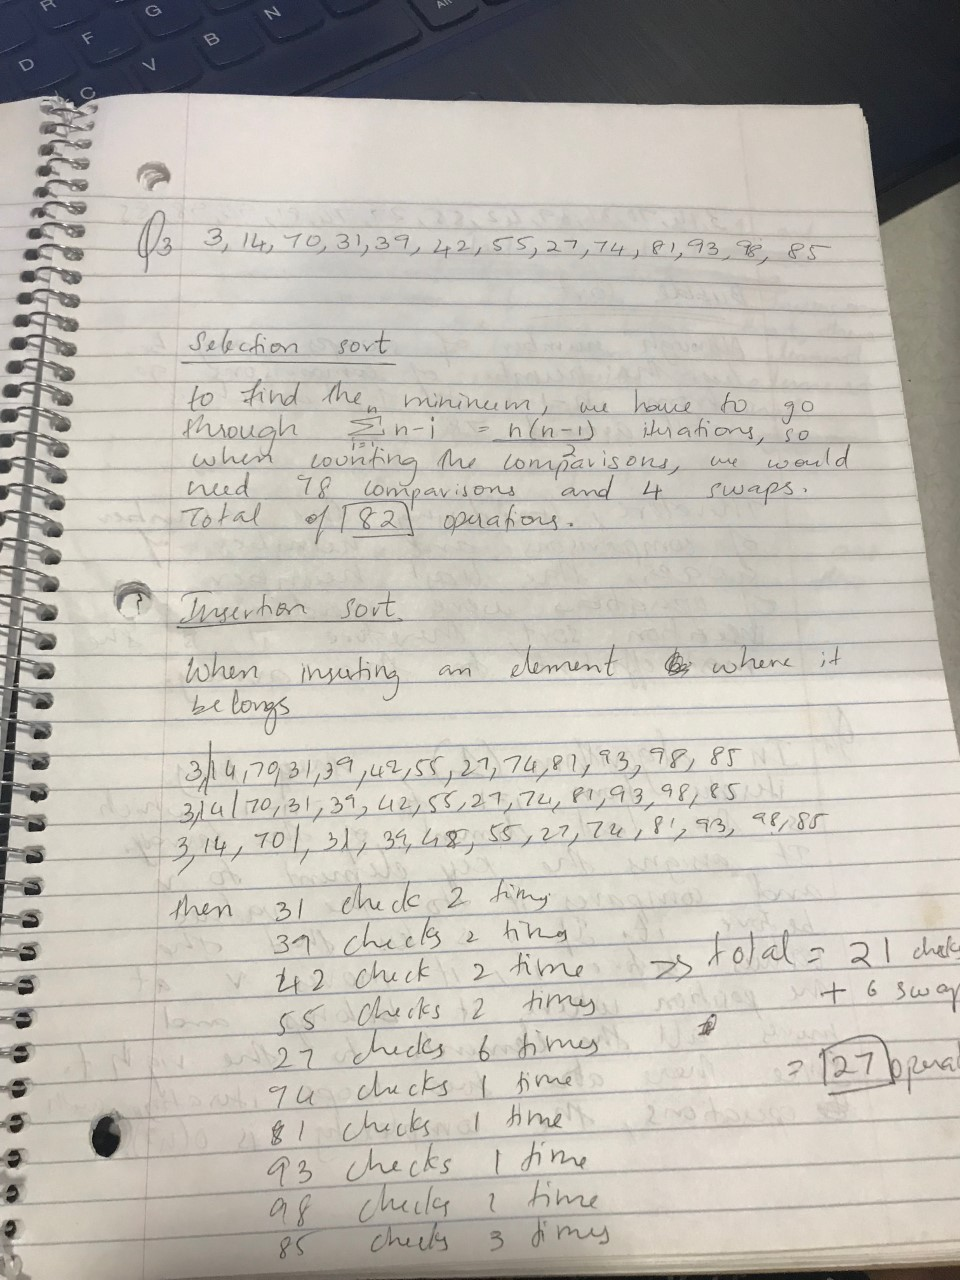 R
G
N
Alt
D
F
V
B
C
Q3 3, 14, 70, 31, 39, 42, 55, 27, 74, 81, 93, 98, 85
Selection sort
to find the minimum, we have to go
through n∑i=1 n-i = n(n-1)/2 iterations, so
when counting the comparisons, we would
need 78 comparisons and 4 swaps.
Total of 82 operations.
Insertion sort.
When inserting an element where it
belongs
3|14,70,31,39,42,55,27,74,81,93,98,85
3,14|70,31,39,42,55,27,74,81,93,98,85
3,14,70|,31,39,42,55,27,74,81,93,98,85
then 31 check 2 times
39 checks 2 times
42 check 2 time => total = 21 checks
55 checks 2 times + 6 swap
27 checks 6 times
= 27 operat
74 checks 1 time
81 checks 1 time
93 checks 1 time
98 checks 1 time
85 checks 3 times